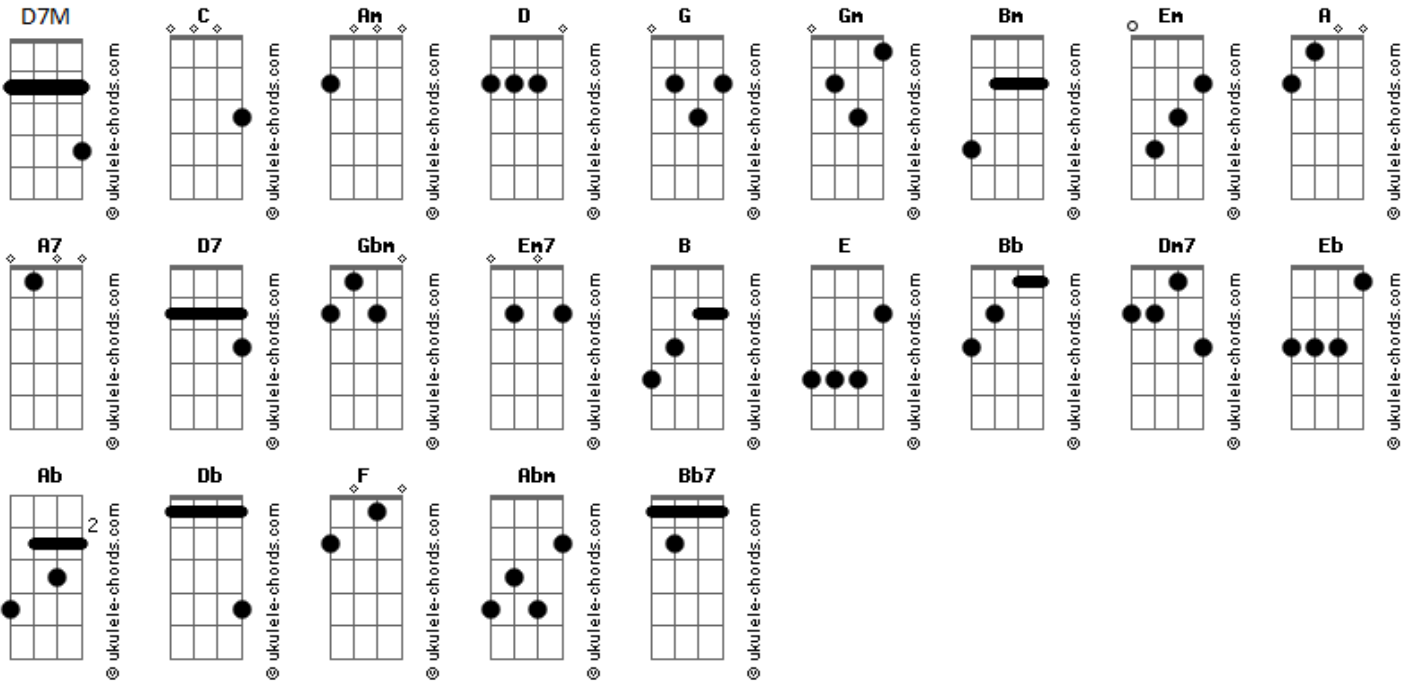 D7M C Am D G Gm Bm Em A
© ukulele-chords.com © ukulele-chords.com © ukulele-chords.com © ukulele-chords.com © ukulele-chords.com © ukulele-chords.com © ukulele-chords.com © ukulele-chords.com © ukulele-chords.com
A7 D7 Gbm Em7 B E Bb Dm7 Eb
© ukulele-chords.com © ukulele-chords.com © ukulele-chords.com © ukulele-chords.com © ukulele-chords.com © ukulele-chords.com © ukulele-chords.com © ukulele-chords.com © ukulele-chords.com
Ab Db F Abm Bb7
2
© ukulele-chords.com © ukulele-chords.com © ukulele-chords.com © ukulele-chords.com © ukulele-chords.com